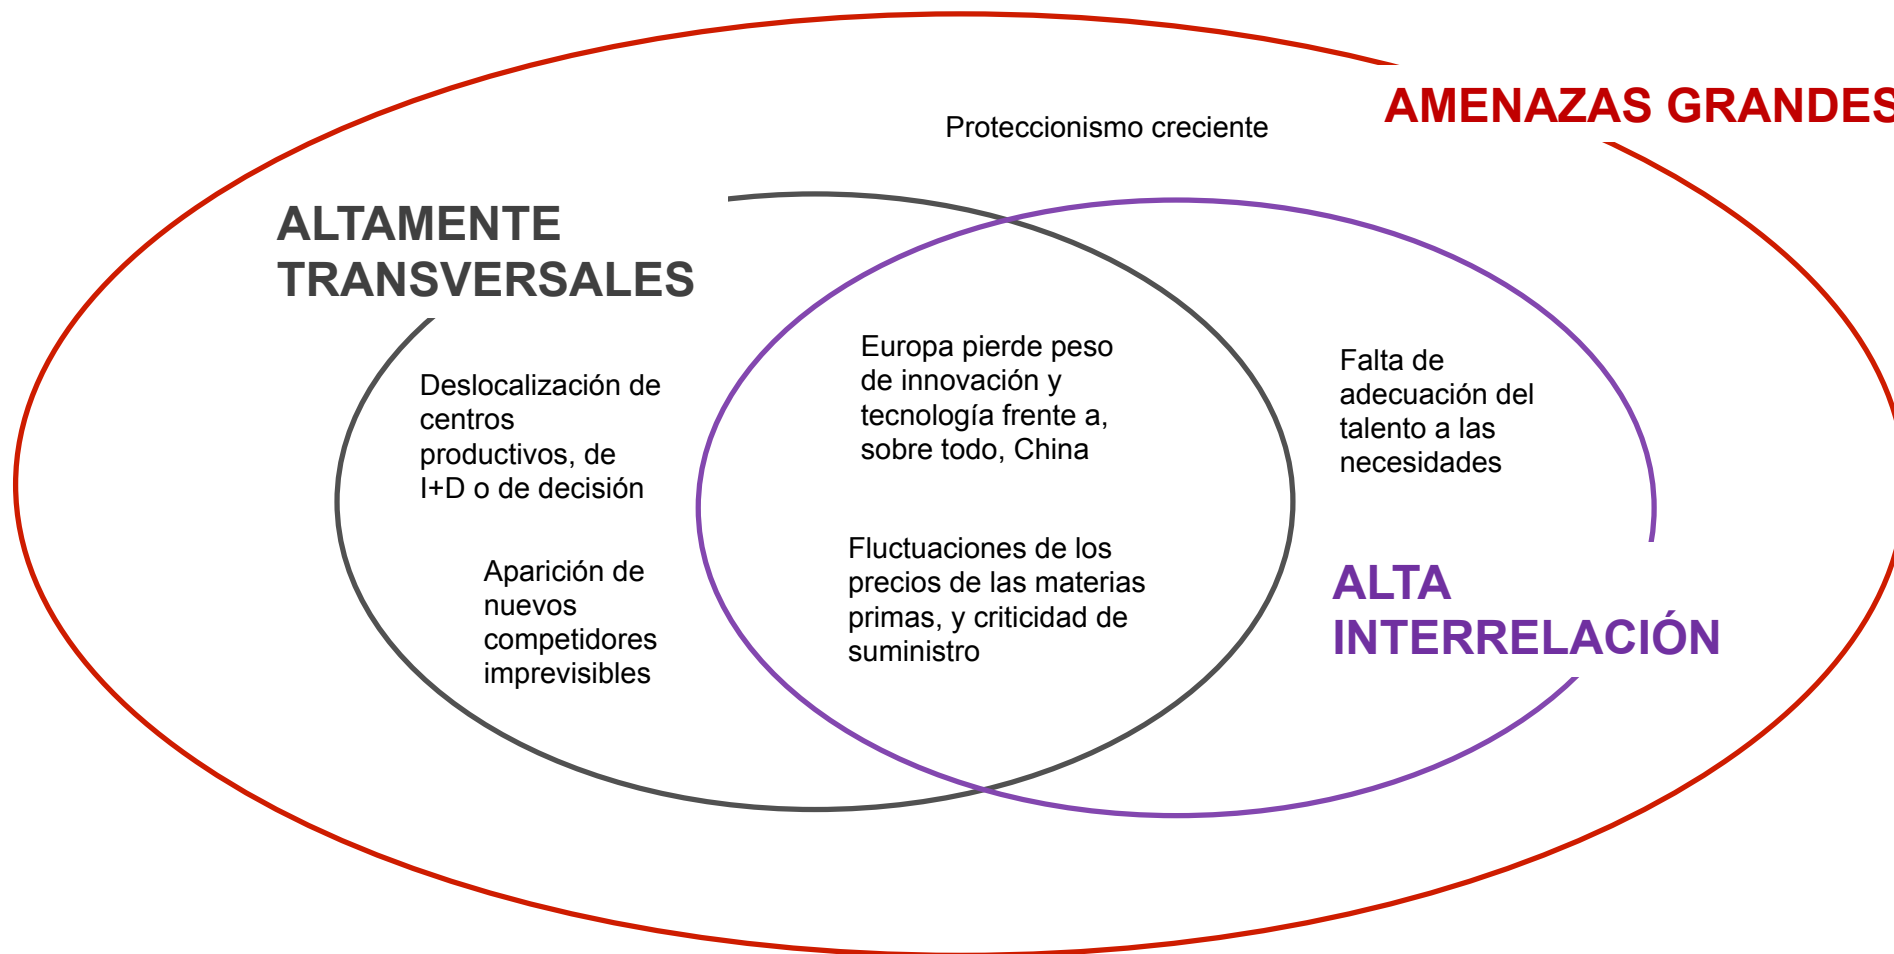 AMENAZAS GRANDES
Proteccionismo creciente
ALTAMENTE
TRANSVERSALES
Deslocalización de
centros
productivos, de
I+D o de decisión
Aparición de
nuevos
competidores
imprevisibles
Europa pierde peso
de innovación y
tecnología frente a,
sobre todo, China
Fluctuaciones de los
precios de las materias
primas, y criticidad de
suministro
Falta de
adecuación del
talento a las
necesidades
ALTA
INTERRELACIÓN